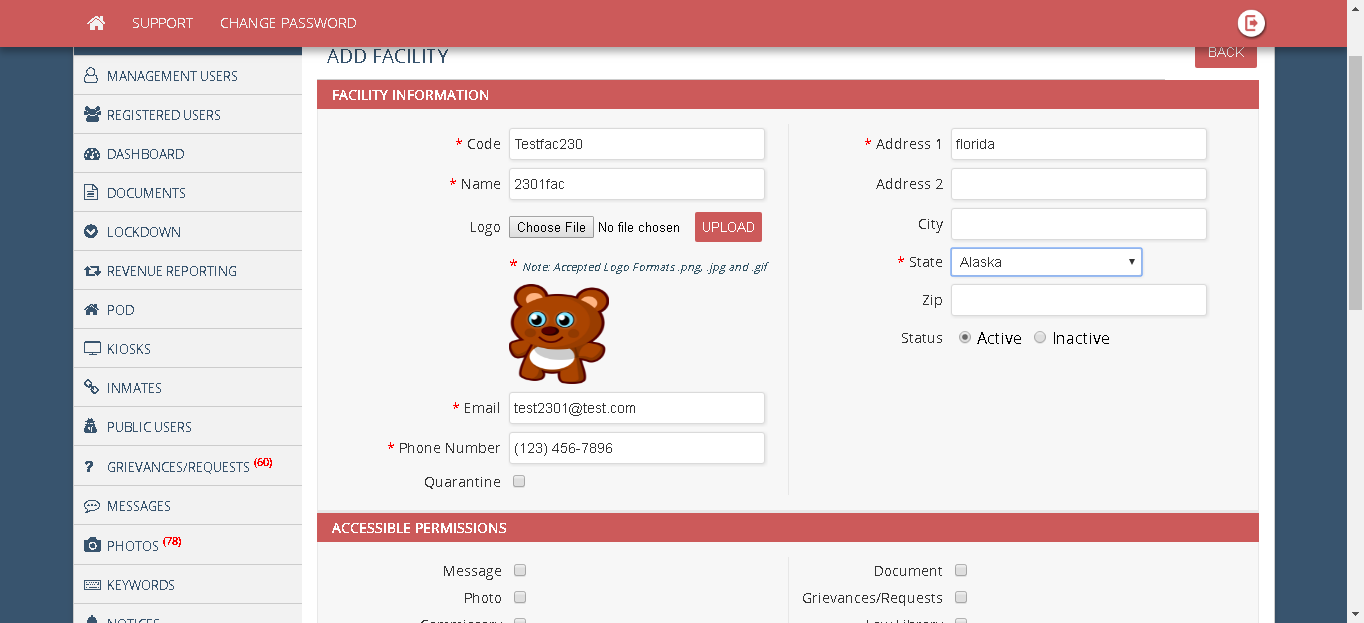 SUPPORT CHANGE PASSWORD
ADD FACILITY
BACK
MANAGEMENT USERS
REGISTERED USERS
DASHBOARD
DOCUMENTS
LOCKDOWN
REVENUE REPORTING
POD
KIOSKS
INMATES
PUBLIC USERS
GRIEVANCES/REQUESTS (60)
MESSAGES
PHOTOS (78)
KEYWORDS
NOTICES
FACILITY INFORMATION
* Code Testfac230
* Name 2301fac
Logo Choose File No file chosen UPLOAD
* Note: Accepted Logo Formats .png, .jpg and .gif
* Email test2301@test.com
* Phone Number (123) 456-7896
Quarantine
* Address 1 florida
Address 2
City
* State Alaska
Zip
Status Active Inactive
ACCESSIBLE PERMISSIONS
Message
Photo
Commissary
Document
Grievances/Requests
Law Library